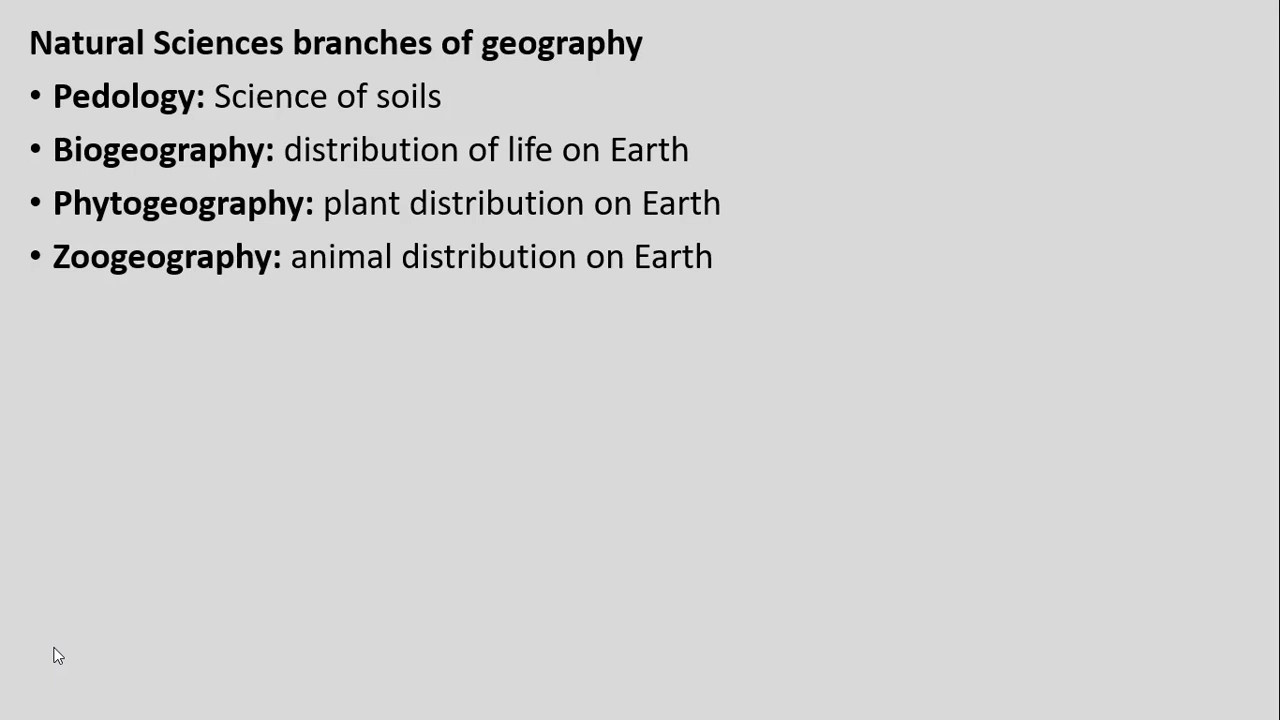 Natural Sciences branches of geography
• Pedology: Science of soils
• Biogeography: distribution of life on Earth
• Phytogeography: plant distribution on Earth
• Zoogeography: animal distribution on Earth